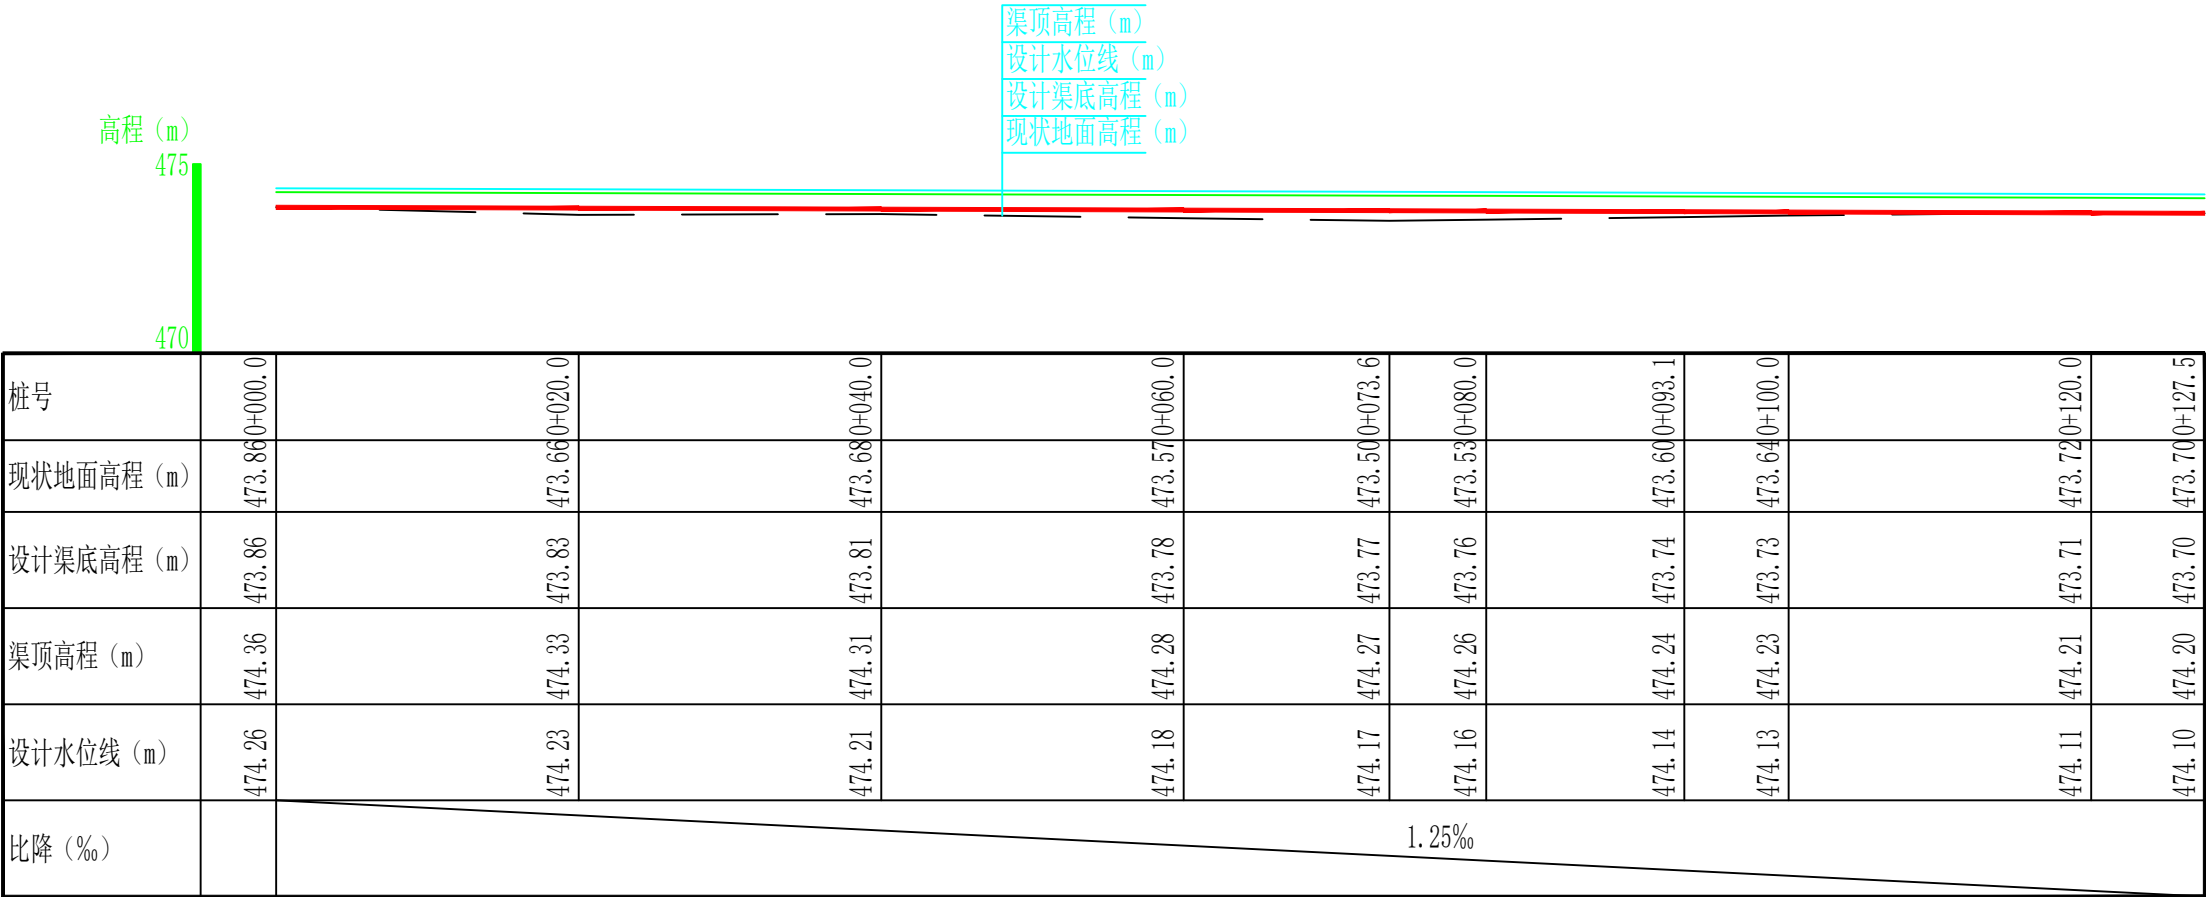 渠顶高程（m）
设计水位线（m）
设计渠底高程（m）
现状地面高程（m）
高程（m）
475
470
桩号 0+000.0 0+020.0 0+040.0 0+060.0 0+073.6 0+080.0 0+093.1 0+100.0 0+120.0 0+127.5
现状地面高程（m） 473.86 473.66 473.68 473.57 473.50 473.53 473.60 473.64 473.72 473.70
设计渠底高程（m） 473.86 473.83 473.81 473.78 473.77 473.76 473.74 473.73 473.71 473.70
渠顶高程（m） 474.36 474.33 474.31 474.28 474.27 474.26 474.24 474.23 474.21 474.20
设计水位线（m） 474.26 474.23 474.21 474.18 474.17 474.16 474.14 474.13 474.11 474.10
比降（‰） 1.25‰